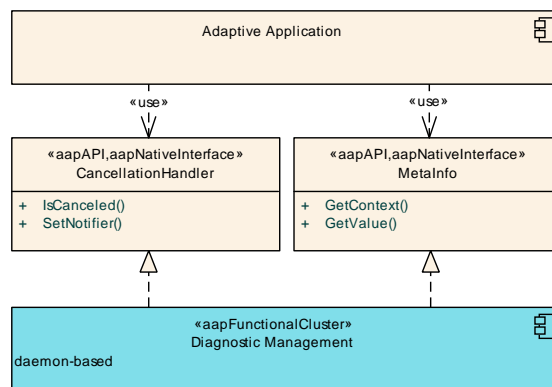 Adaptive Application
«use»
«use»
«aapAPI,aapNativeInterface»
CancellationHandler
+ IsCanceled()
+ SetNotifier()
«aapAPI,aapNativeInterface»
MetaInfo
+ GetContext()
+ GetValue()
«aapFunctionalCluster»
Diagnostic Management
daemon-based